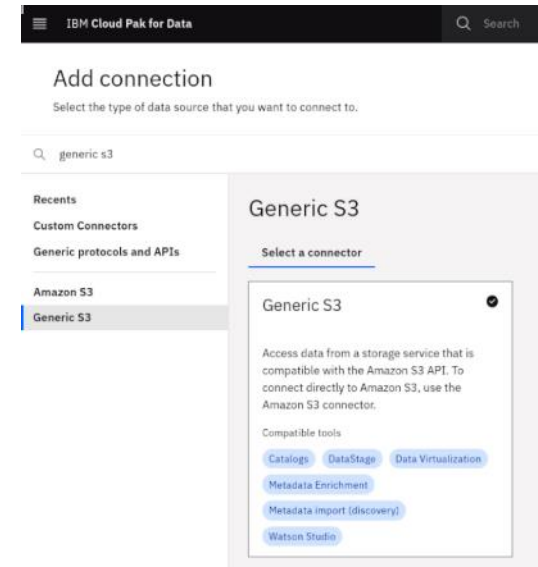 IBM Cloud Pak for Data
Search
Add connection
Select the type of data source that you want to connect to.
generic s3
Recents
Custom Connectors
Generic protocols and APIs
Amazon S3
Generic S3
Generic S3
Select a connector
Generic S3
Access data from a storage service that is
compatible with the Amazon S3 API. To
connect directly to Amazon S3, use the
Amazon S3 connector.
Compatible tools
Catalogs DataStage Data Virtualization
Metadata Enrichment
Metadata import (discovery)
Watson Studio